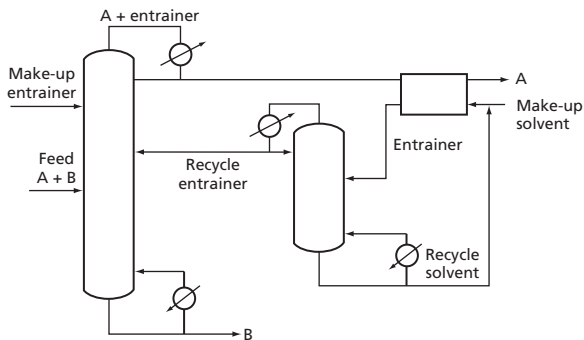 A + entrainer
Make-up
entrainer
A
Make-up
solvent
Entrainer
Feed
A + B
Recycle
entrainer
Recycle
solvent
B